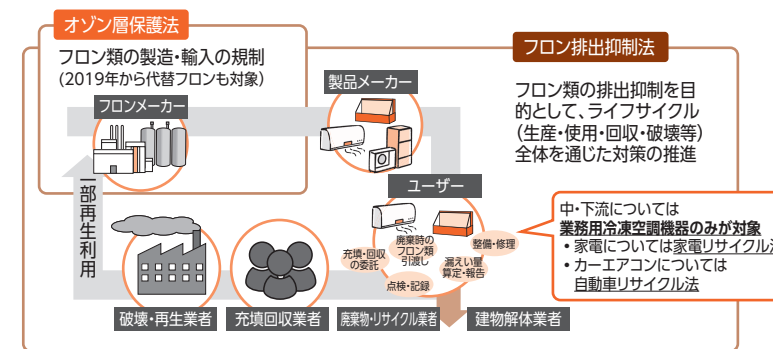 オゾン層保護法
フロン類の製造・輸入の規制
(2019年から代替フロンも対象)
フロンメーカー
製品メーカー
フロン排出抑制法
フロン類の排出抑制を目
的として、ライフサイクル
(生産・使用・回収・破壊等)
全体を通じた対策の推進
一部再生利用
ユーザー
充填・回収
の委託
廃棄時の
フロン類
引渡し
整備・修理
漏えい量
算定・報告
点検・記録
中・下流については
業務用冷凍空調機器のみが対象
・家電については家電リサイクル法
・カーエアコンについては
自動車リサイクル法
破壊・再生業者
充填回収業者
廃棄物・リサイクル業者
建物解体業者